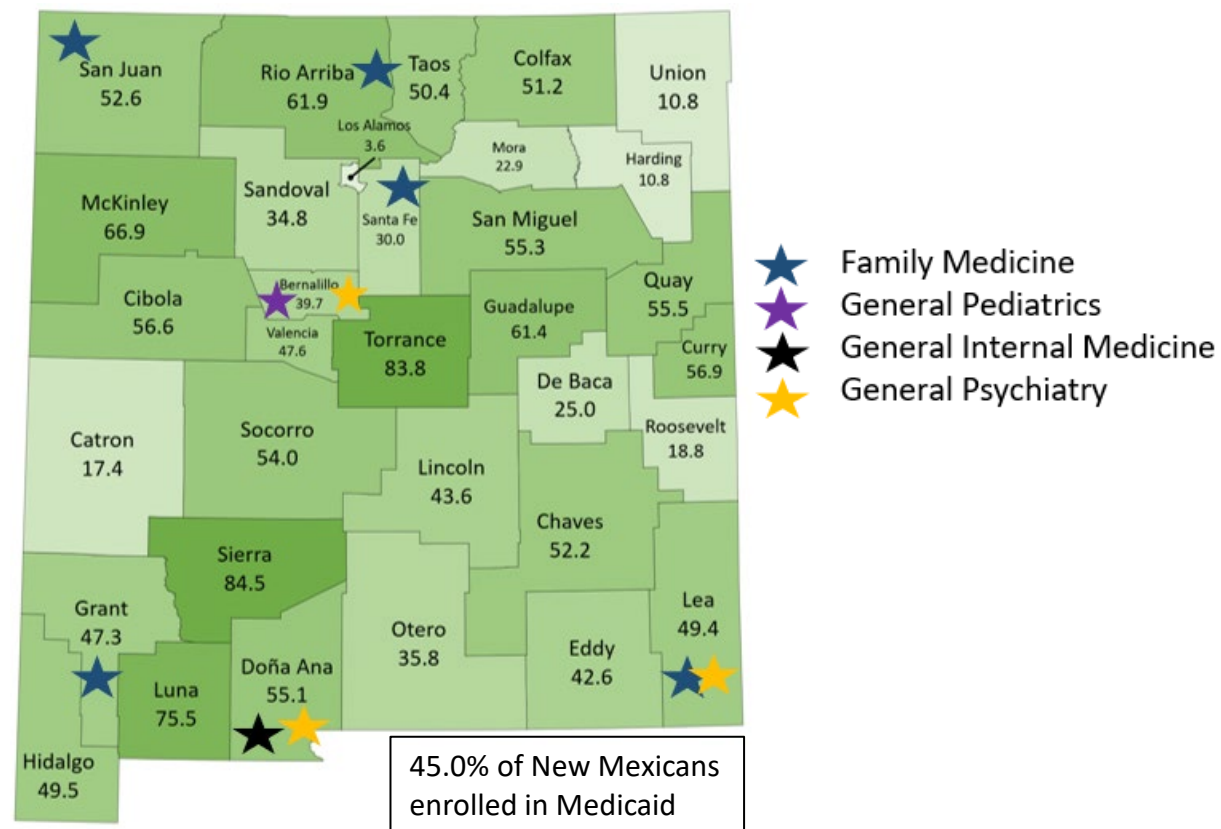 San Juan
52.6
Rio Arriba
61.9
Taos
50.4
Colfax
51.2
Union
10.8
Los Alamos
3.6
Mora
22.9
Harding
10.8
McKinley
66.9
Sandoval
34.8
Santa Fe
30.0
San Miguel
55.3
Cibola
56.6
Bernalillo
39.7
Valencia
47.6
Torrance
83.8
Guadalupe
61.4
Quay
55.5
Curry
56.9
De Baca
25.0
Roosevelt
18.8
Catron
17.4
Socorro
54.0
Lincoln
43.6
Chaves
52.2
Sierra
84.5
Grant
47.3
Luna
75.5
Doña Ana
55.1
Otero
35.8
Eddy
42.6
Lea
49.4
Hidalgo
49.5
Family Medicine
General Pediatrics
General Internal Medicine
General Psychiatry
45.0% of New Mexicans
enrolled in Medicaid